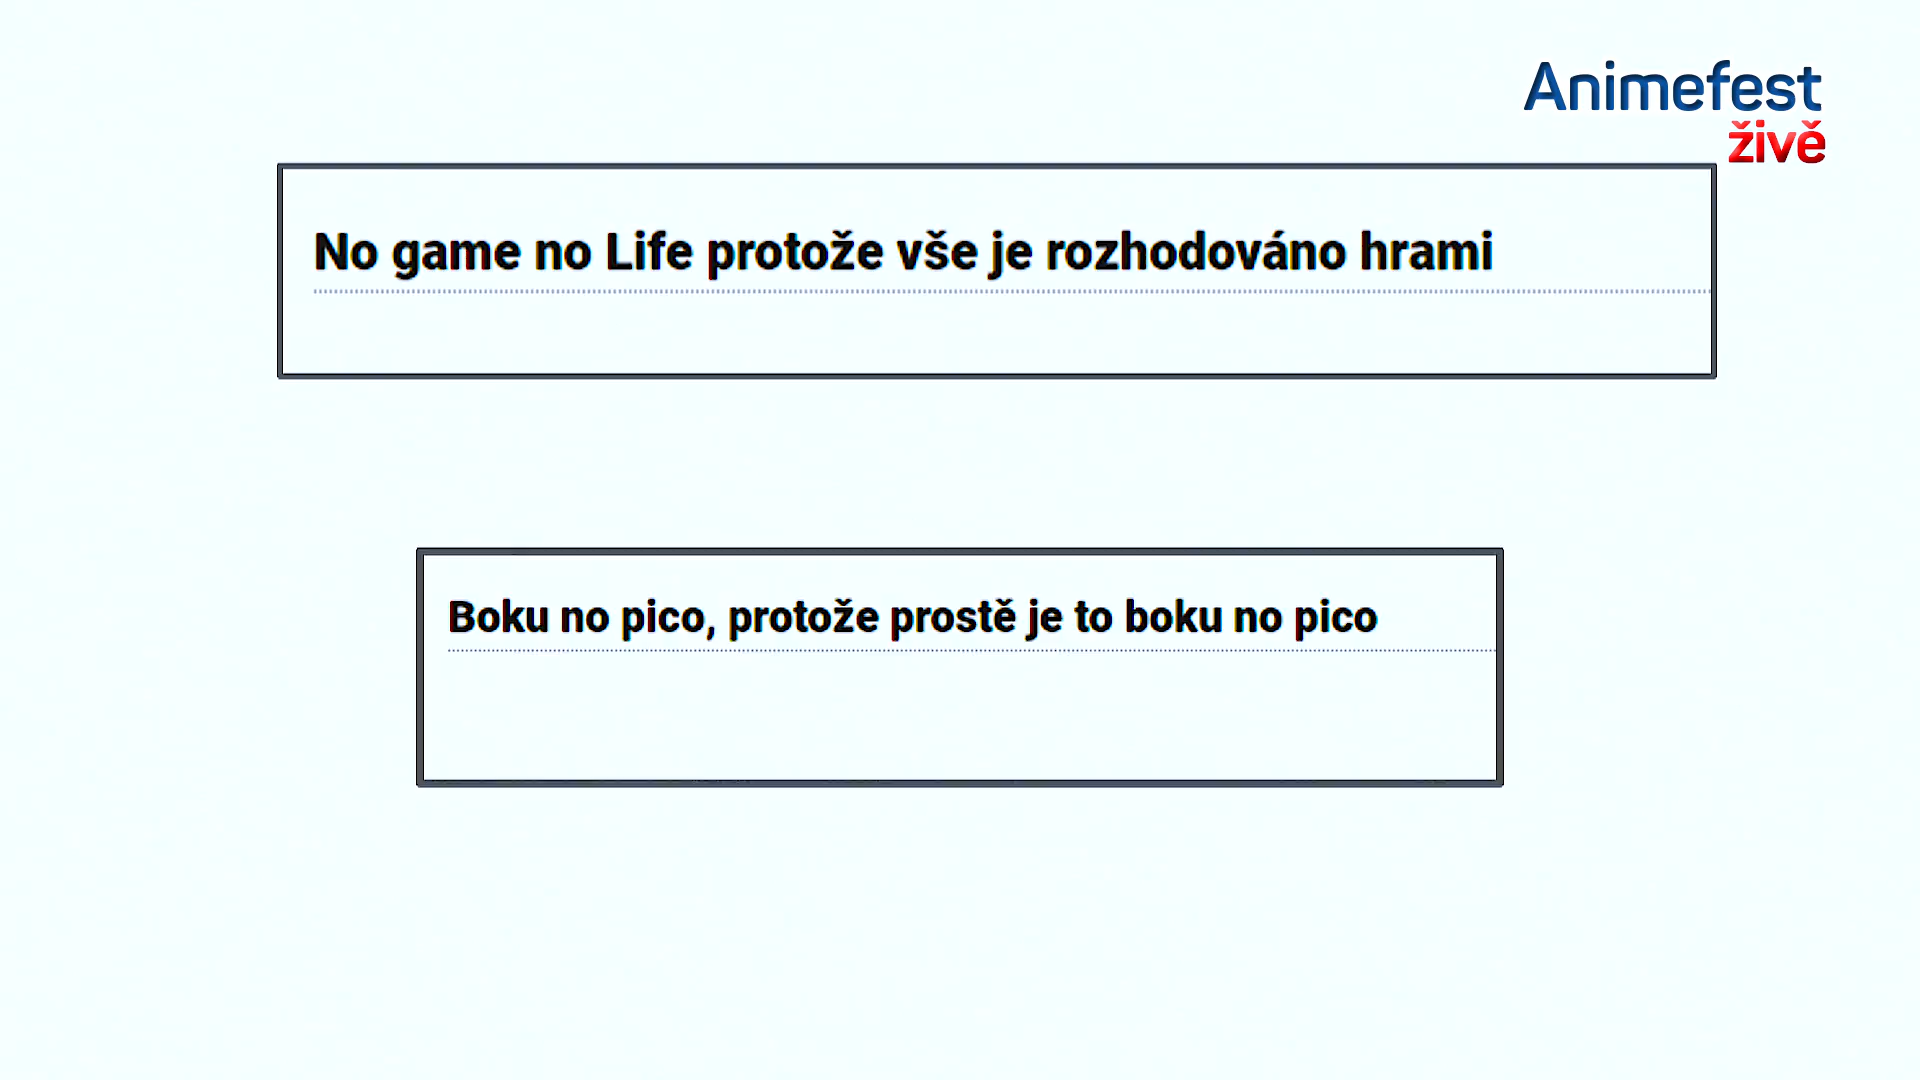 Animefest
živě
No game no Life protože vše je rozhodováno hrami
Boku no pico, protože prostě je to boku no pico